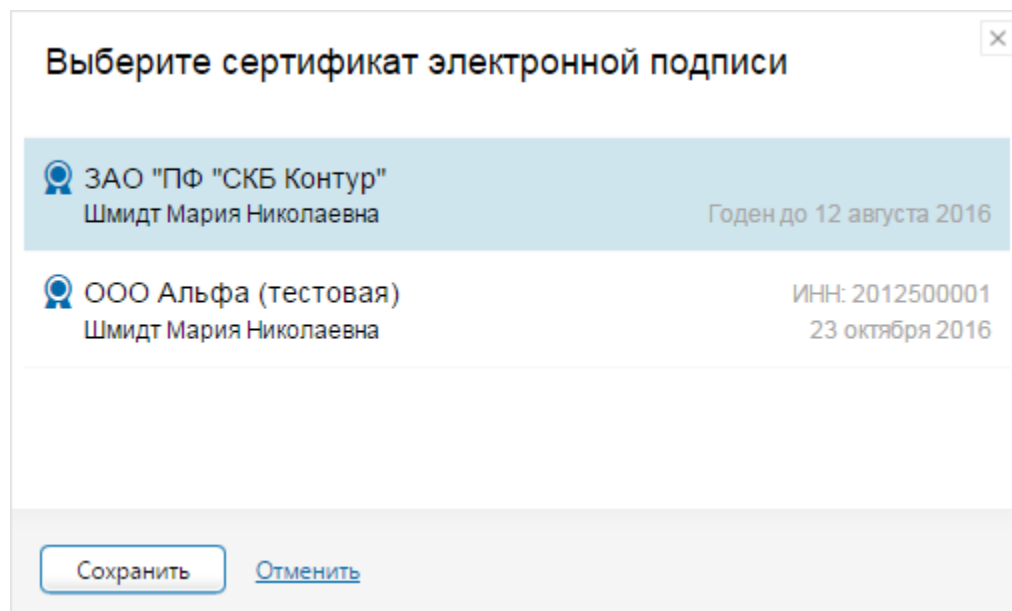 Выберите сертификат электронной подписи
ЗАО "ПФ "СКБ Контур"
Шмидт Мария Николаевна
Годен до 12 августа 2016
ООО Альфа (тестовая)
ИНН: 2012500001
Шмидт Мария Николаевна
23 октября 2016
Сохранить
Отменить